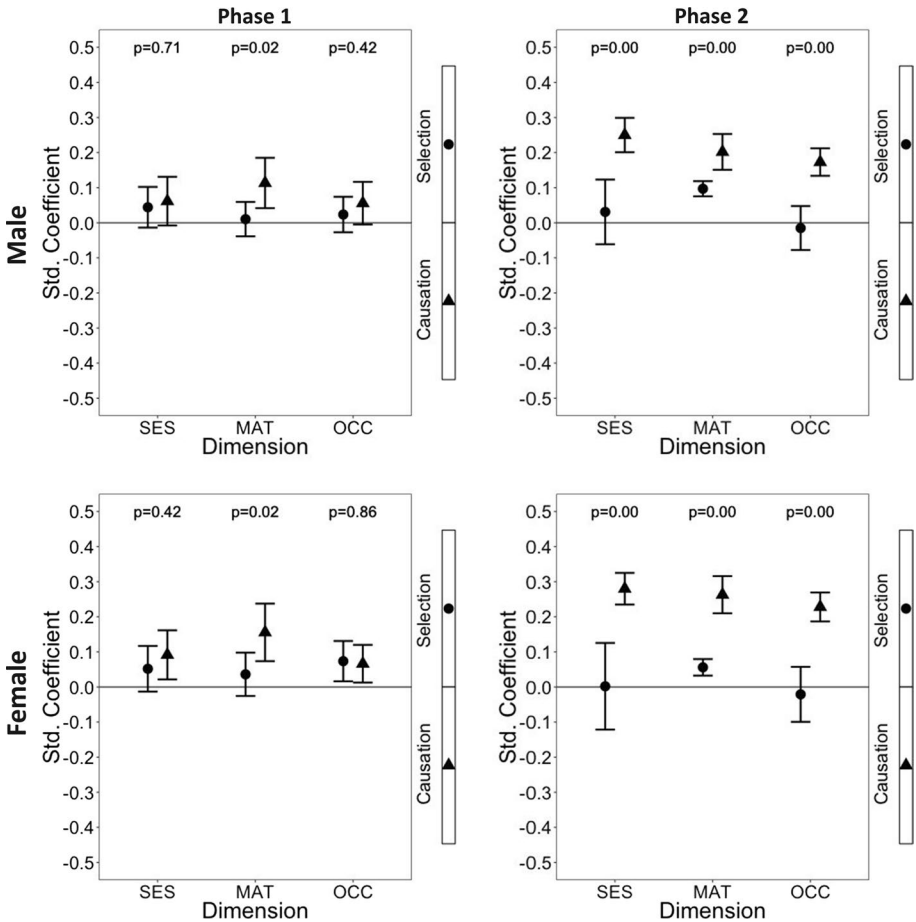 Phase 1
Phase 2
Male
Female
p=0.71 p=0.02 p=0.42
0.5
0.4
0.3
0.2
0.1
0.0
-0.1
-0.2
-0.3
-0.4
-0.5
Std. Coefficient
SES MAT OCC
Dimension
Selection
Causation
p=0.00 p=0.00 p=0.00
0.5
0.4
0.3
0.2
0.1
0.0
-0.1
-0.2
-0.3
-0.4
-0.5
Std. Coefficient
SES MAT OCC
Dimension
Selection
Causation
p=0.42 p=0.02 p=0.86
0.5
0.4
0.3
0.2
0.1
0.0
-0.1
-0.2
-0.3
-0.4
-0.5
Std. Coefficient
SES MAT OCC
Dimension
Selection
Causation
p=0.00 p=0.00 p=0.00
0.5
0.4
0.3
0.2
0.1
0.0
-0.1
-0.2
-0.3
-0.4
-0.5
Std. Coefficient
SES MAT OCC
Dimension
Selection
Causation